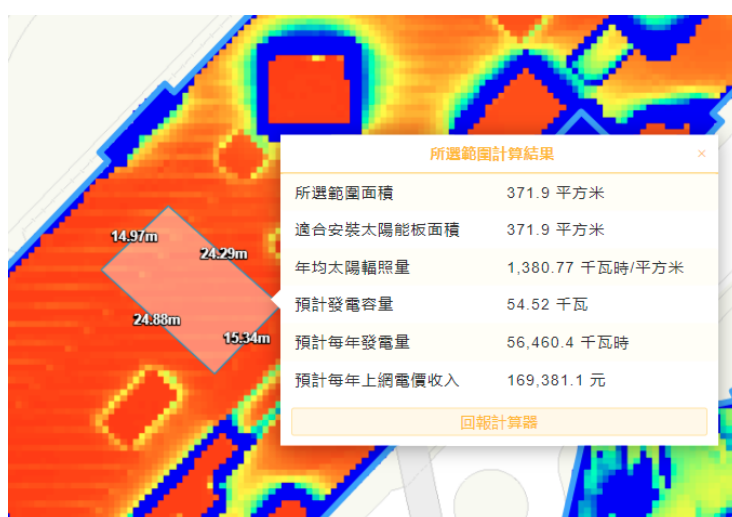 所選範圍計算結果 ×
所選範圍面積 371.9 平方米
適合安裝太陽能板面積 371.9 平方米
年均太陽輻照量 1,380.77 千瓦時/平方米
預計發電容量 54.52 千瓦
預計每年發電量 56,460.4 千瓦時
預計每年上網電價收入 169,381.1 元
回報計算器
14.97m
24.29m
24.88m
15.34m